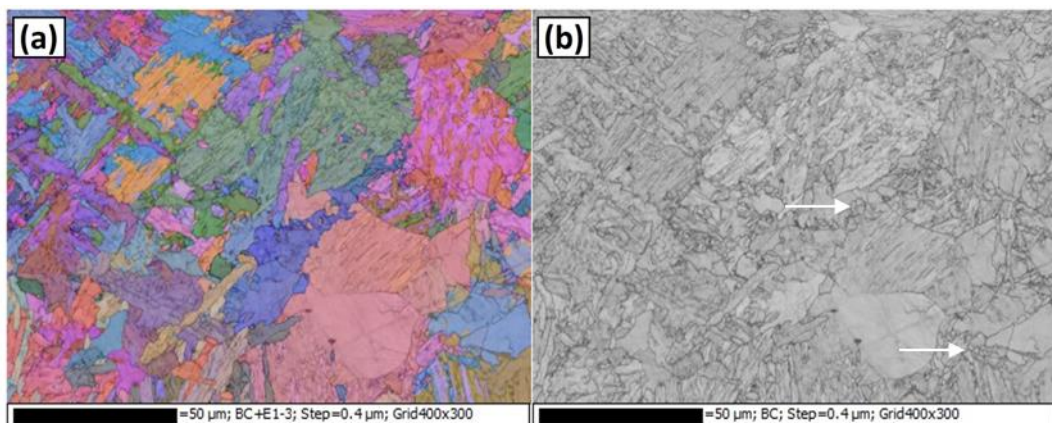 (a)
(b)
=50 µm; BC+E1-3; Step=0.4 µm; Grid400x300
=50 µm; BC; Step=0.4 µm; Grid400x300